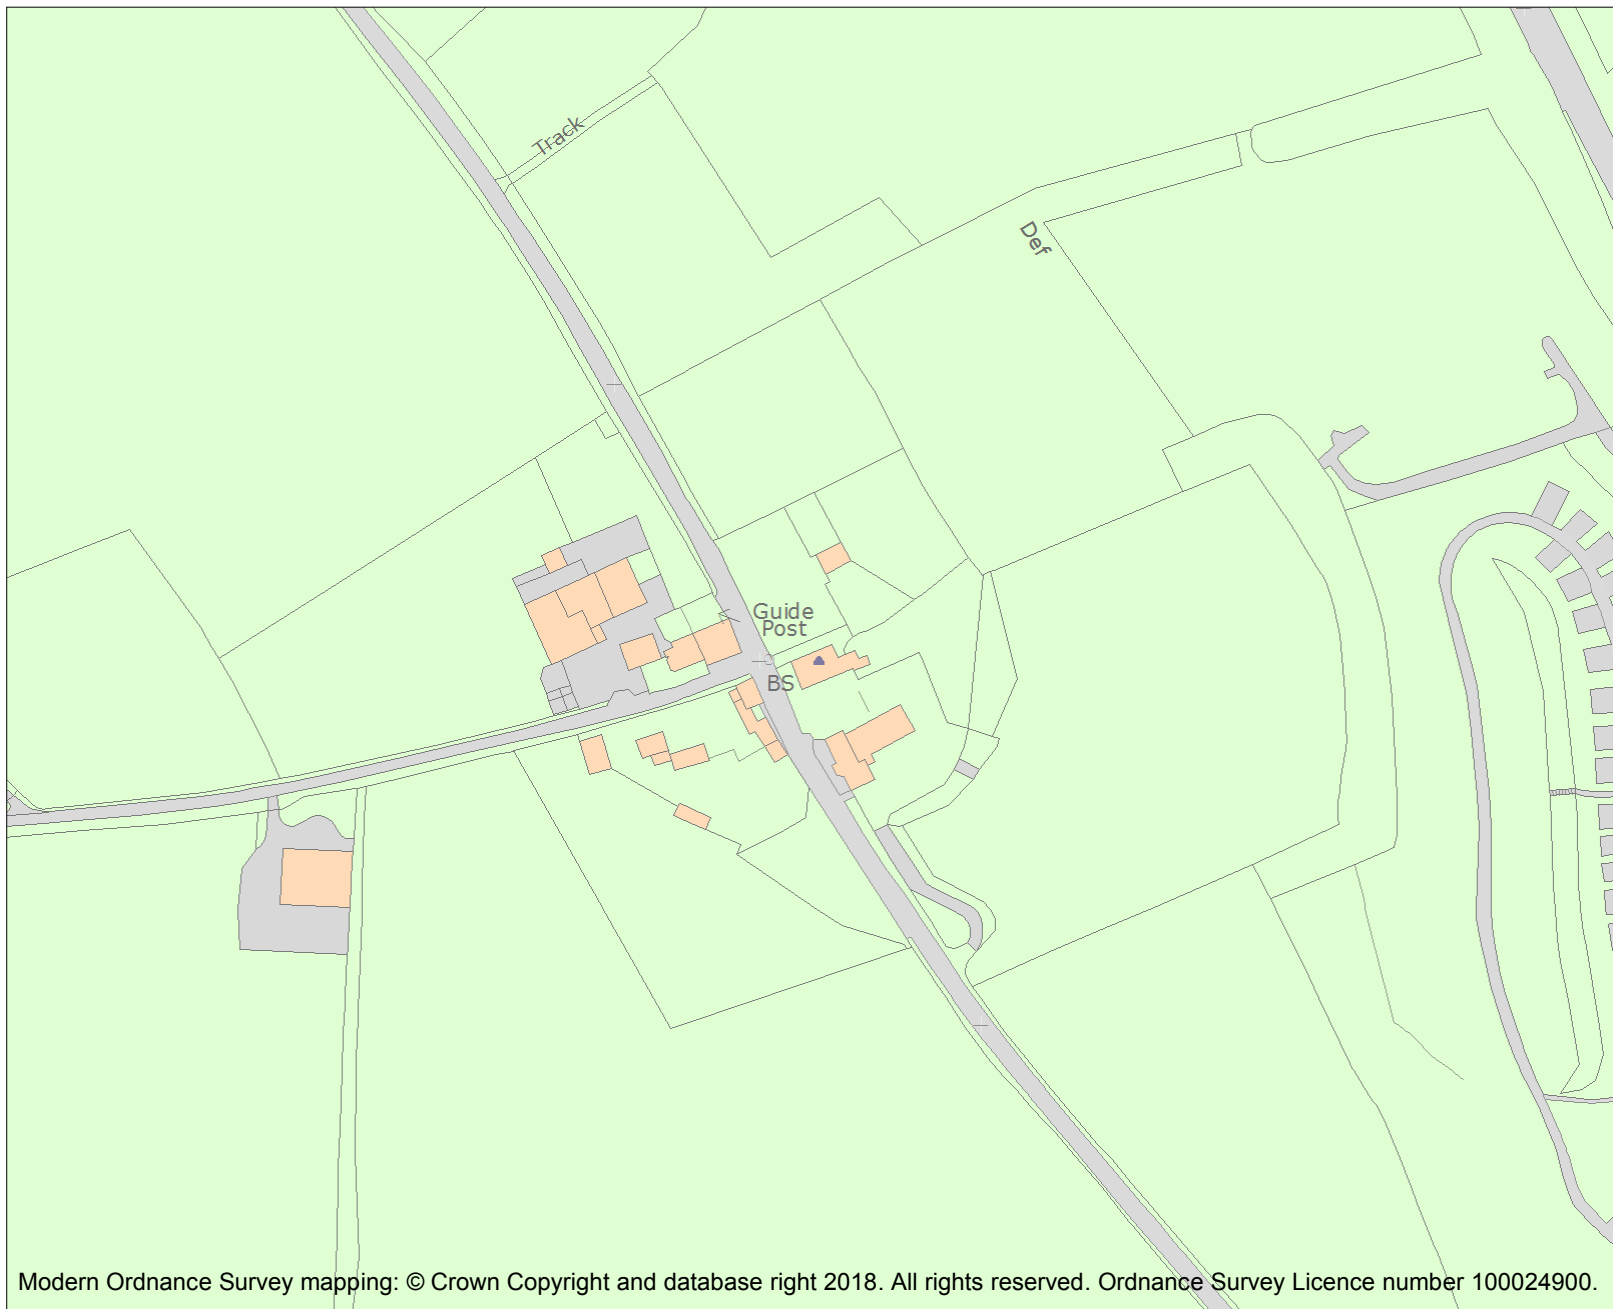 Track
Def
Guide
Post
BS
Modern Ordnance Survey mapping: © Crown Copyright and database right 2018. All rights reserved. Ordnance Survey Licence number 100024900.